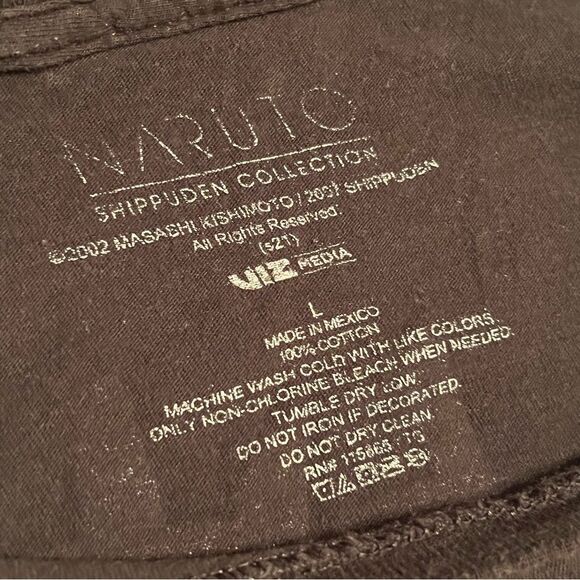 NARUTO
SHIPPUDEN COLLECTION
©2002 MASASHI KISHIMOTO / 2007 SHIPPUDEN
All Rights Reserved.
(s21)
VIZ MEDIA
L
MADE IN MEXICO
100% COTTON
MACHINE WASH COLD WITH LIKE COLORS.
ONLY NON-CHLORINE BLEACH WHEN NEEDED.
TUMBLE DRY LOW.
DO NOT IRON IF DECORATED.
DO NOT DRY CLEAN.
RN#